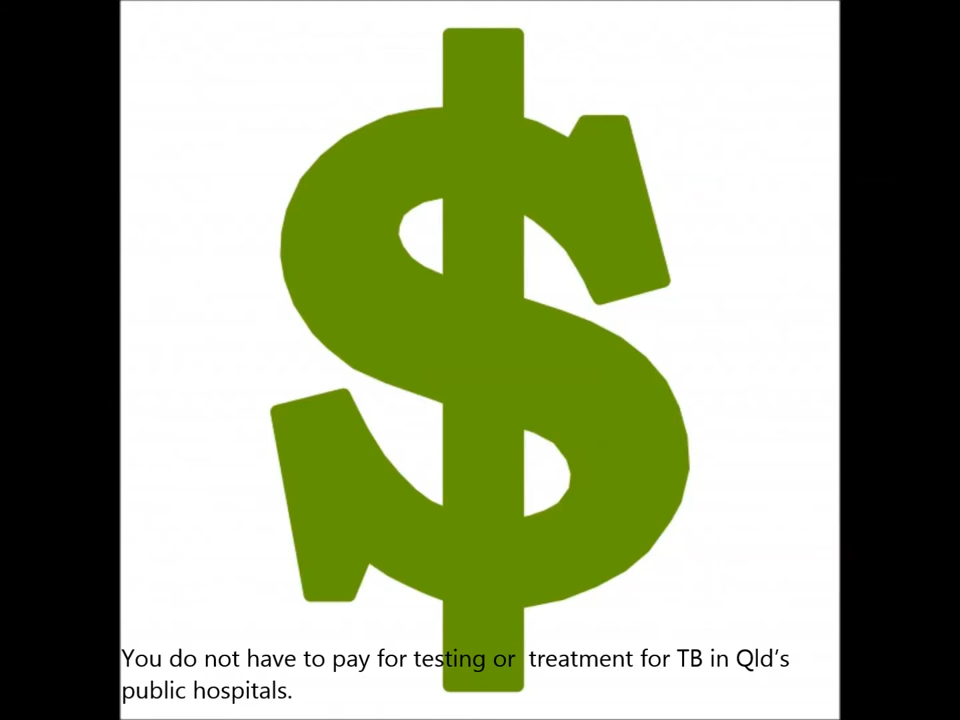 You do not have to pay for testing or  treatment for TB in Qld’s
public hospitals.